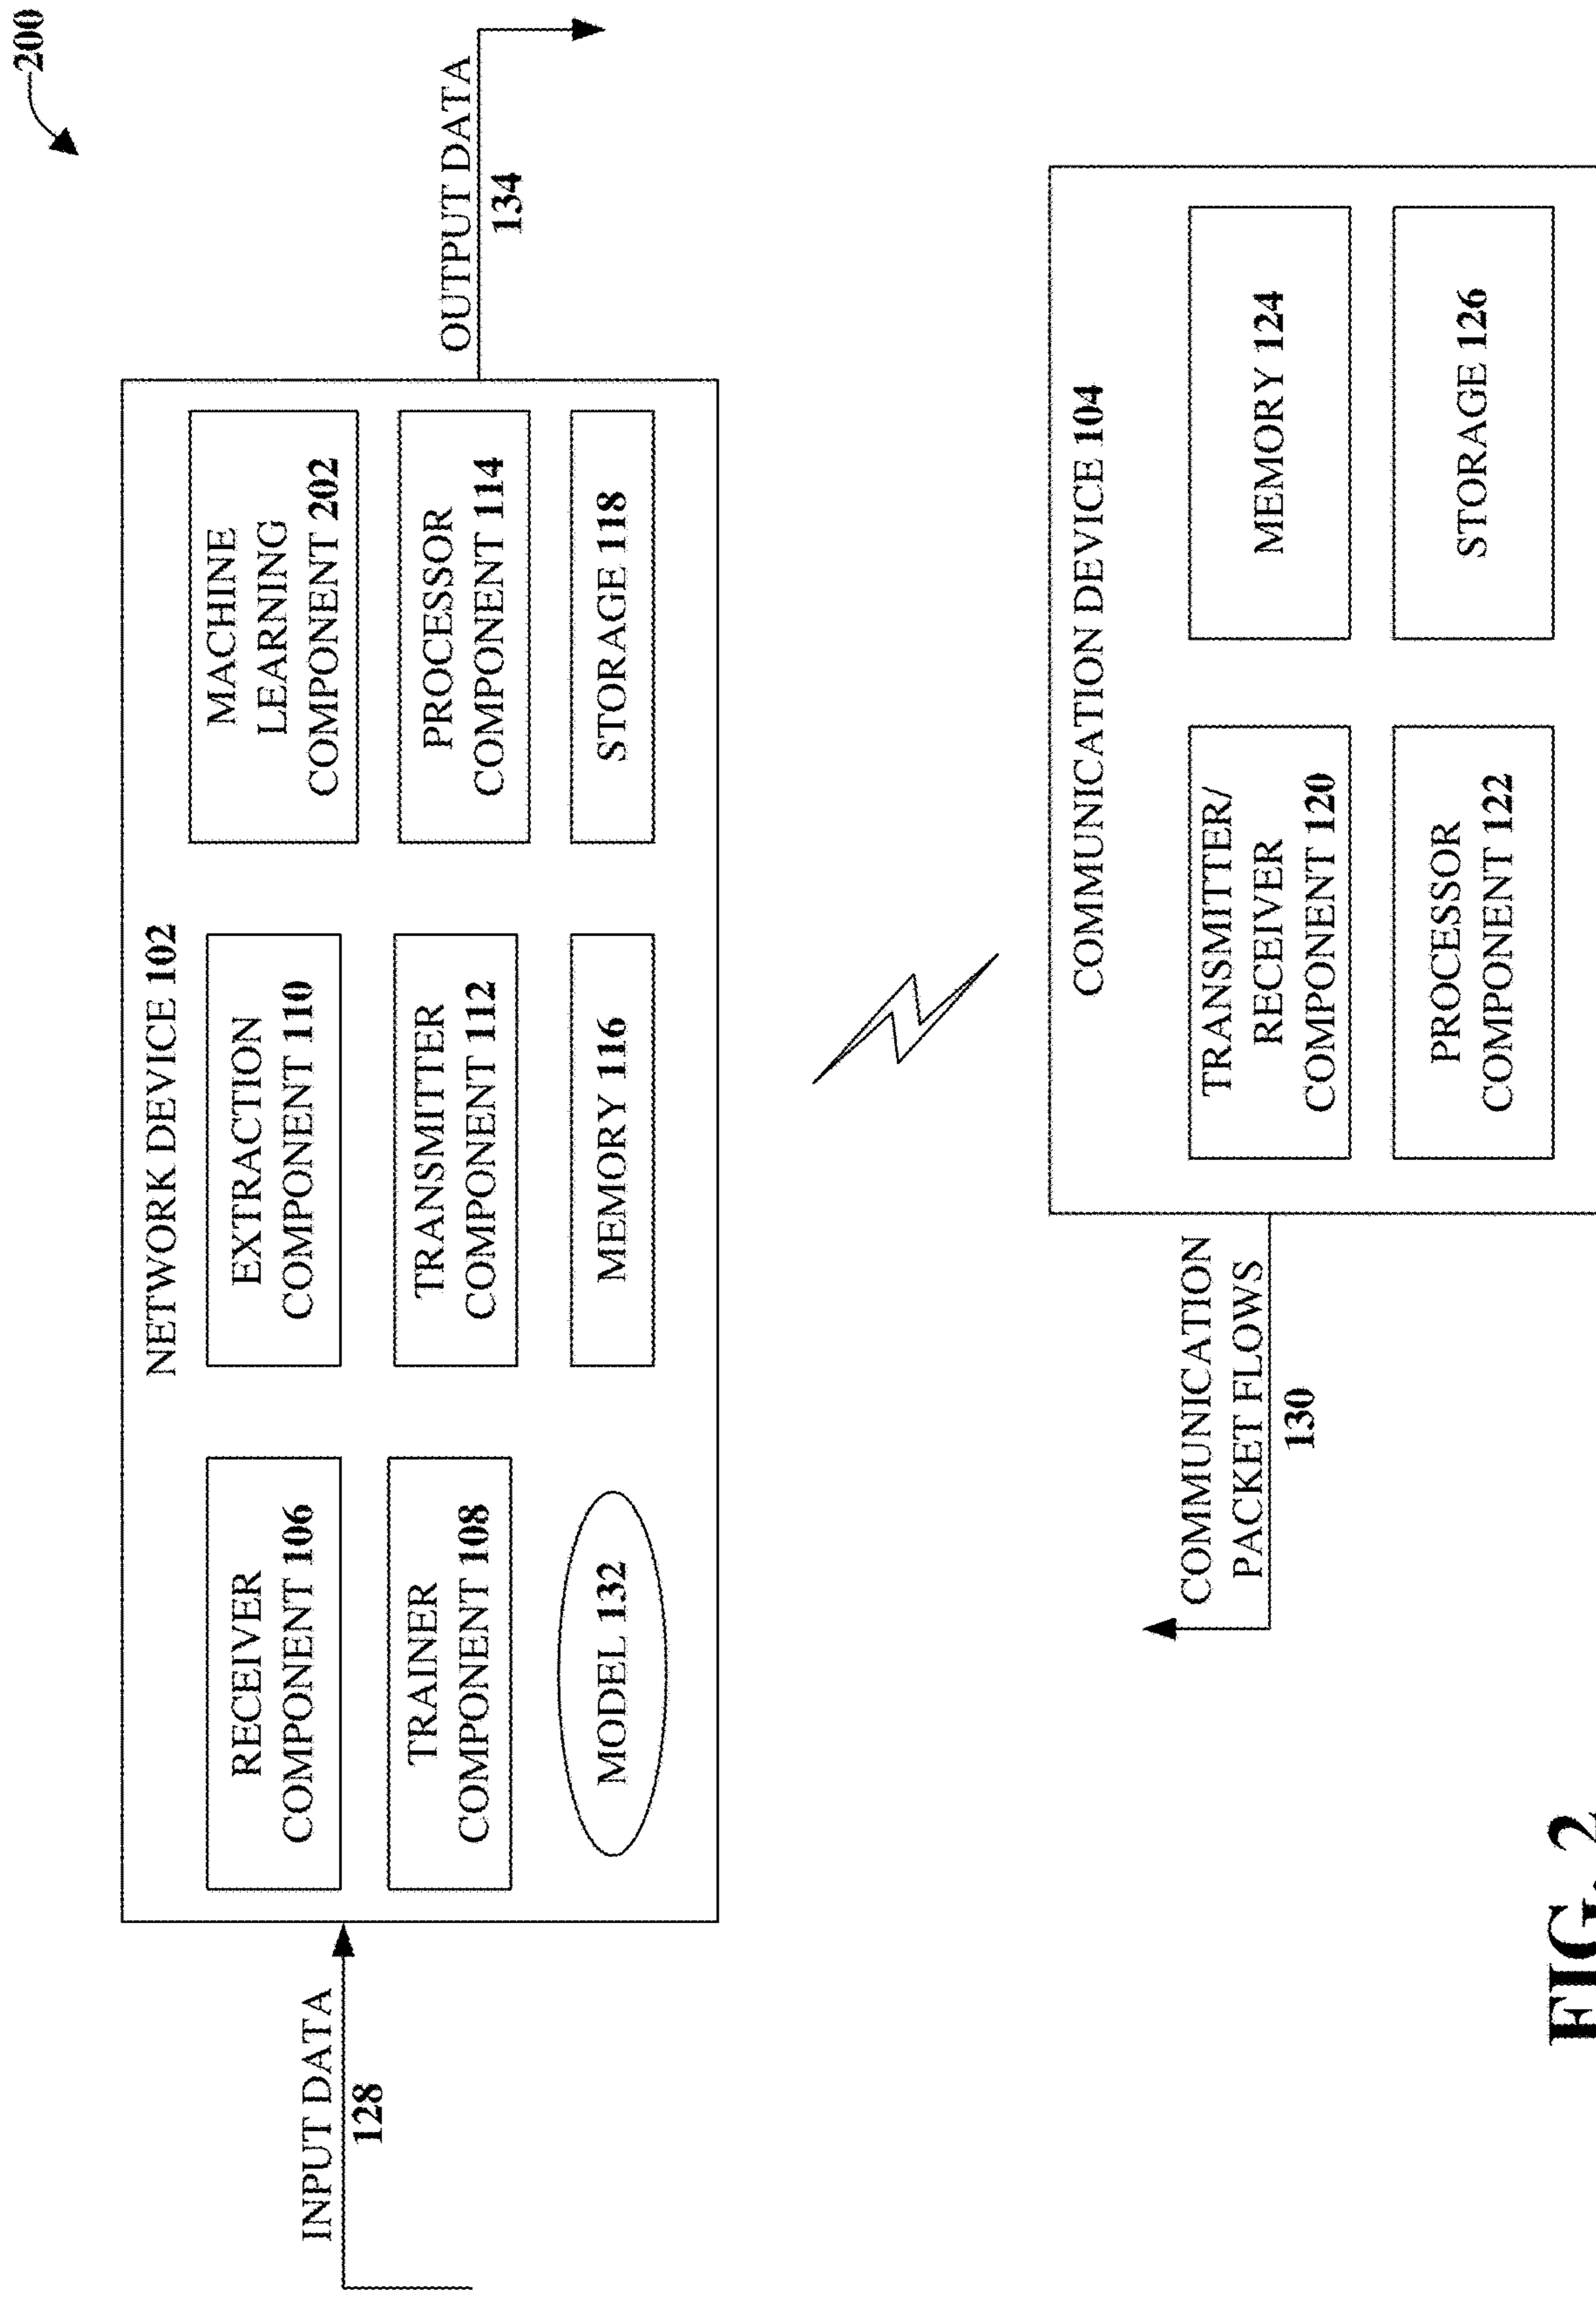 200
NETWORK DEVICE 102
RECEIVER
COMPONENT 106
EXTRACTION
COMPONENT 110
MACHINE
LEARNING
COMPONENT 202
INPUT DATA
128
TRAINER
COMPONENT 108
TRANSMITTER
COMPONENT 112
PROCESSOR
COMPONENT 114
OUTPUT DATA
134
MODEL 132
MEMORY 116
STORAGE 118
COMMUNICATION DEVICE 104
COMMUNICATION
PACKET FLOWS
130
TRANSMITTER/
RECEIVER
COMPONENT 120
MEMORY 124
PROCESSOR
COMPONENT 122
STORAGE 126
FIG. 2